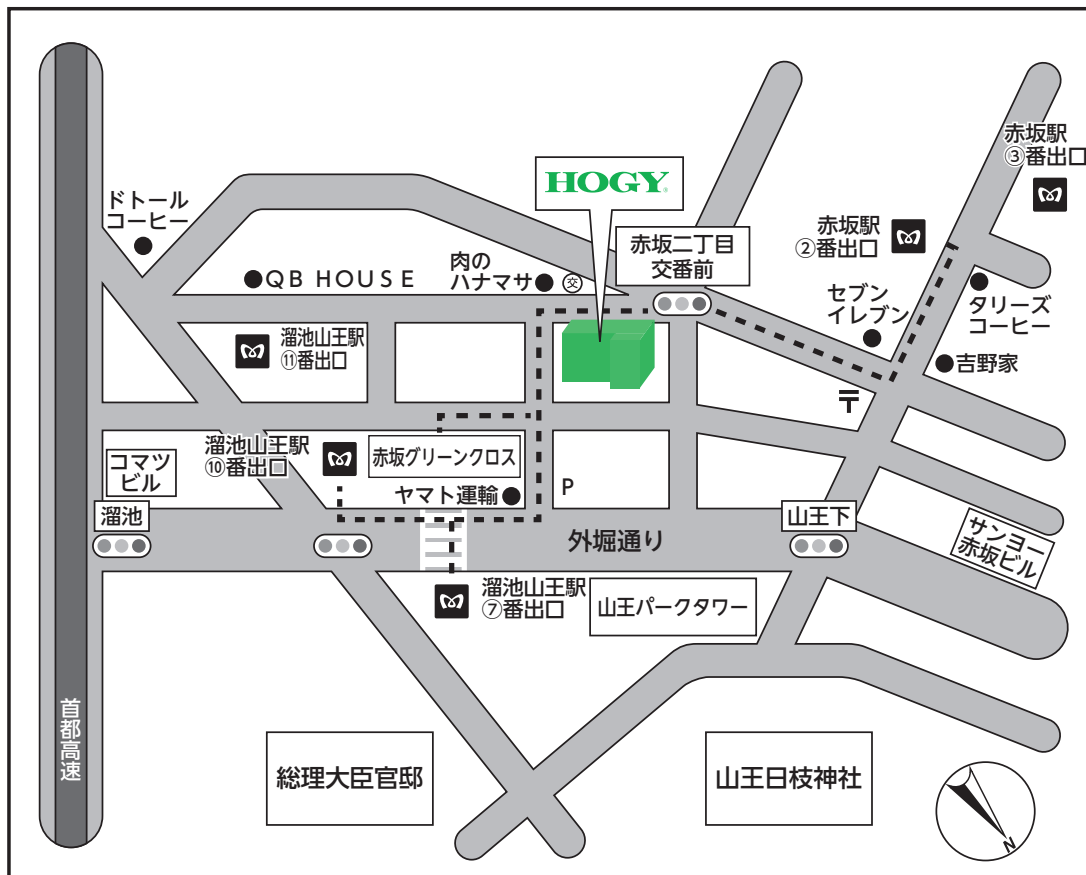 赤坂駅
③番出口
HOGY®
ドトール
コーヒー
赤坂駅
②番出口
赤坂二丁目
交番前
肉の
ハナマサ
交
QB HOUSE
セブン
イレブン
タリーズ
コーヒー
溜池山王駅
⑪番出口
吉野家
〒
溜池山王駅
⑩番出口
赤坂グリーンクロス
コマツ
ビル
ヤマト運輸
P
溜池
山王下
外堀通り
サンヨー
赤坂ビル
溜池山王駅
⑦番出口
山王パークタワー
首都高速
総理大臣官邸
山王日枝神社
N